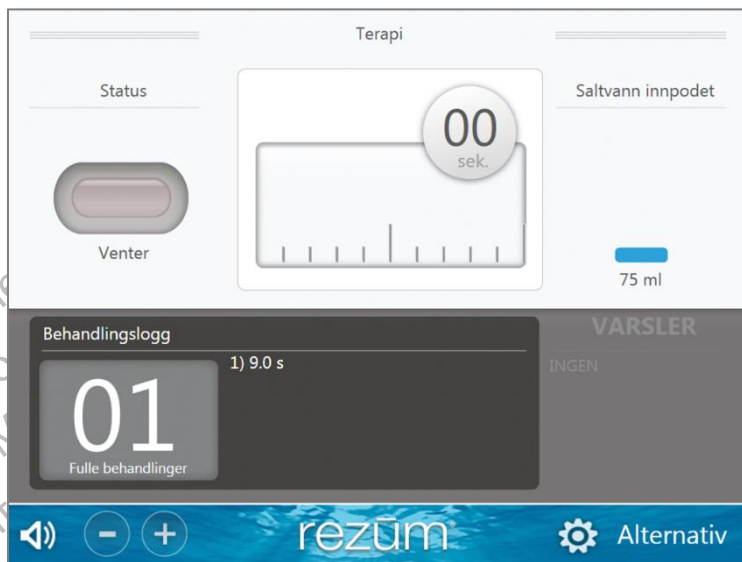 Terapi
Status
00
sek.
Saltvann innpodet
Venter
75 ml
Behandlingslogg
1) 9.0 s
01
Fulle behandlinger
VARSLER
INGEN
rezūm
Alternativ